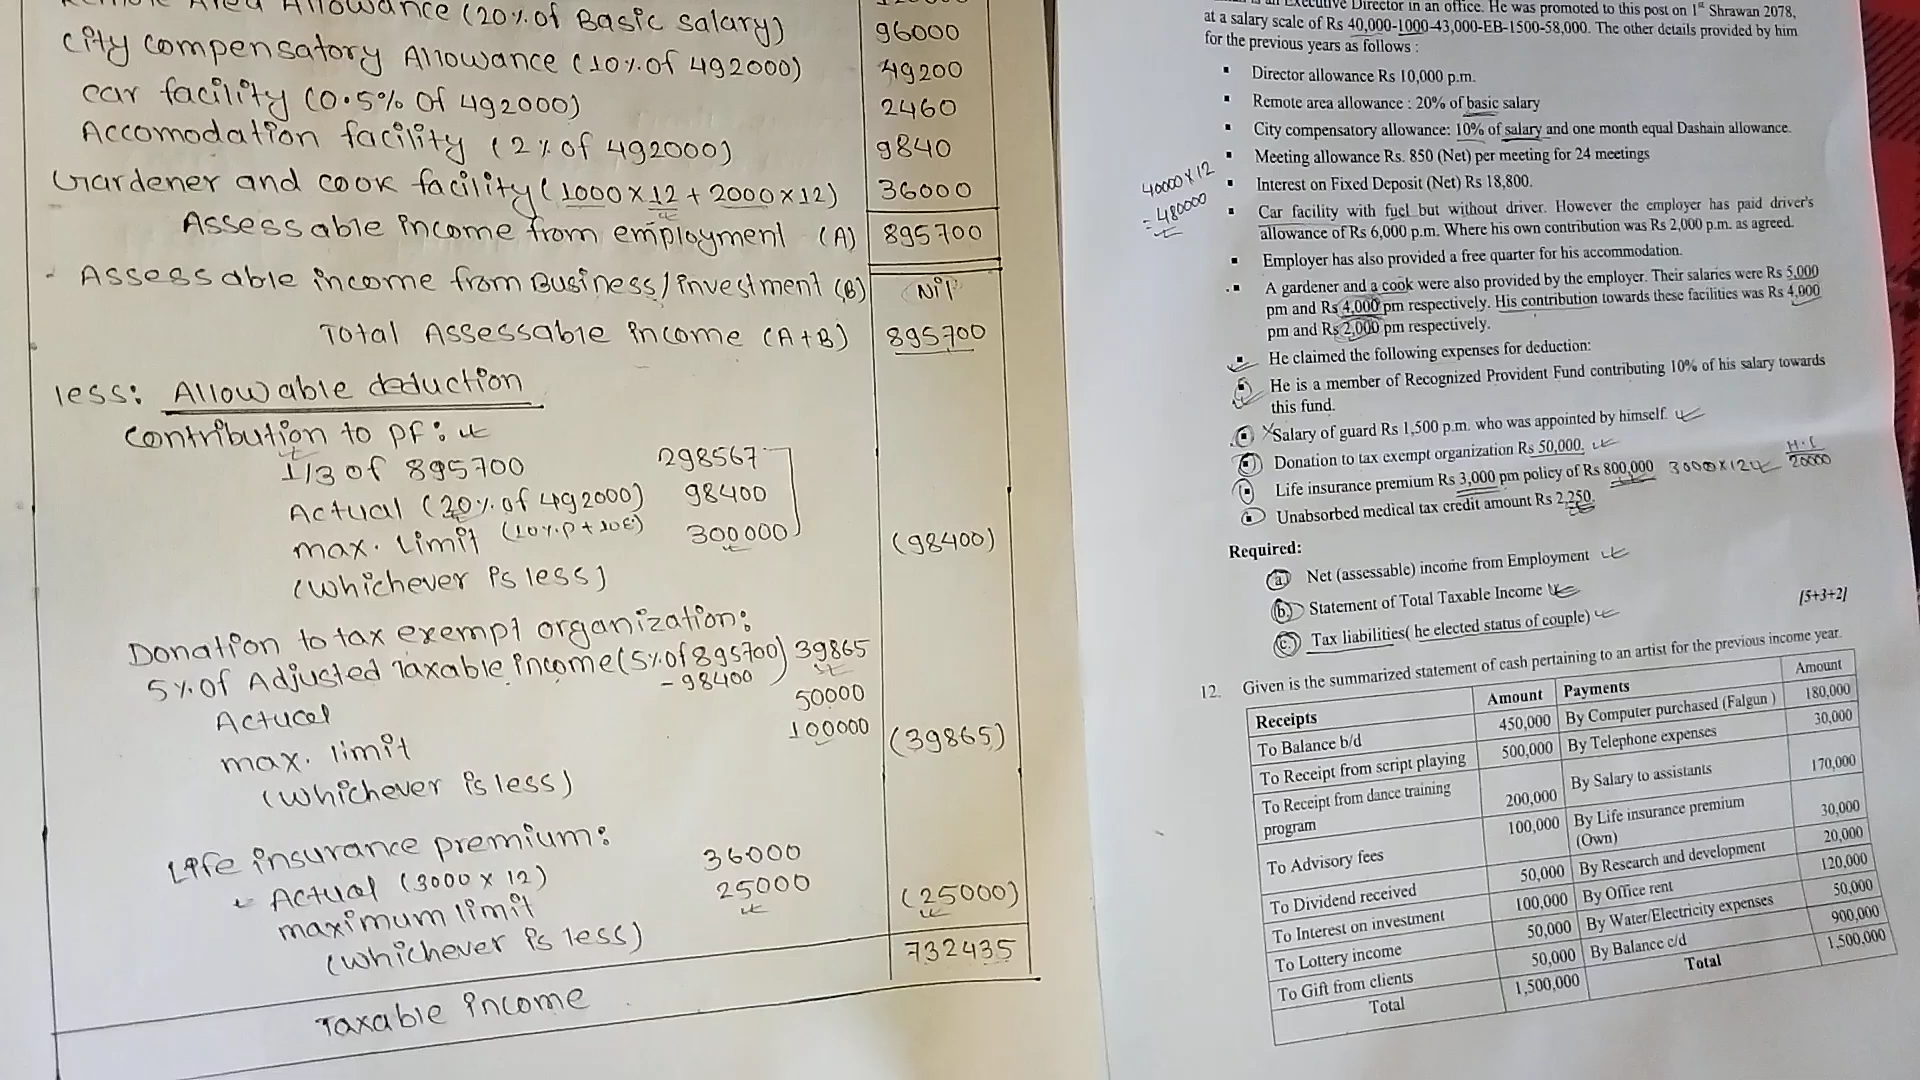 Area Allowance (20% of Basic Salary)
96000
City compensatory Allowance (10% of 492000)
49200
car facility (0.5% of 492000)
2460
Accomodation facility (2% of 492000)
9840
Gardener and cook facility (1000 x 12 + 2000 x 12)
36000
Assessable income from employment (A)
895700
- Assessable income from Business/investment (B)
Nil
Total Assessable income (A+B)
895700
less: Allowable deduction
Contribution to pf:
1/3 of 895700 298567
Actual (20% of 492000) 98400
max. limit (10%.P + 10E) 300000
(98400)
(whichever is less)
Donation to tax exempt organization:
5% of Adjusted Taxable income (5% of 895700) 39865
- 98400
Actual 50000
max. limit 100000
(39865)
(whichever is less)
Life insurance premium:
Actual (3000 x 12) 36000
maximum limit 25000
(25000)
(whichever is less)
732435
Taxable income
Executive Director in an office. He was promoted to this post on 1st Shrawan 2078,
at a salary scale of Rs 40,000-1000-43,000-EB-1500-58,000. The other details provided by him
for the previous years as follows :
▪ Director allowance Rs 10,000 p.m.
▪ Remote area allowance : 20% of basic salary
▪ City compensatory allowance: 10% of salary and one month equal Dashain allowance.
▪ Meeting allowance Rs. 850 (Net) per meeting for 24 meetings
▪ Interest on Fixed Deposit (Net) Rs 18,800.
40000 x 12
= 480000
▪ Car facility with fuel but without driver. However the employer has paid driver's
allowance of Rs 6,000 p.m. Where his own contribution was Rs 2,000 p.m. as agreed.
▪ Employer has also provided a free quarter for his accommodation.
▪ A gardener and a cook were also provided by the employer. Their salaries were Rs 5,000
pm and Rs 4,000 pm respectively. His contribution towards these facilities was Rs 4,000
pm and Rs 2,000 pm respectively.
▪ He claimed the following expenses for deduction:
▪ He is a member of Recognized Provident Fund contributing 10% of his salary towards
this fund.
▪ Salary of guard Rs 1,500 p.m. who was appointed by himself.
▪ Donation to tax exempt organization Rs 50,000.
▪ Life insurance premium Rs 3,000 pm policy of Rs 800,000 3000 x 12
H.I
20000
▪ Unabsorbed medical tax credit amount Rs 2,250.
Required:
(a) Net (assessable) income from Employment
(b) Statement of Total Taxable Income
(c) Tax liabilities( he elected status of couple)
[5+3+2]
12. Given is the summarized statement of cash pertaining to an artist for the previous income year.
Receipts Amount Payments Amount
To Balance b/d 450,000 By Computer purchased (Falgun ) 180,000
To Receipt from script playing 500,000 By Telephone expenses 30,000
To Receipt from dance training
program 200,000 By Salary to assistants 170,000
To Advisory fees 100,000 By Life insurance premium
(Own) 30,000
To Dividend received 50,000 By Research and development 20,000
To Interest on investment 100,000 By Office rent 120,000
To Lottery income 50,000 By Water/Electricity expenses 50,000
To Gift from clients 50,000 By Balance c/d 900,000
Total 1,500,000 Total 1,500,000